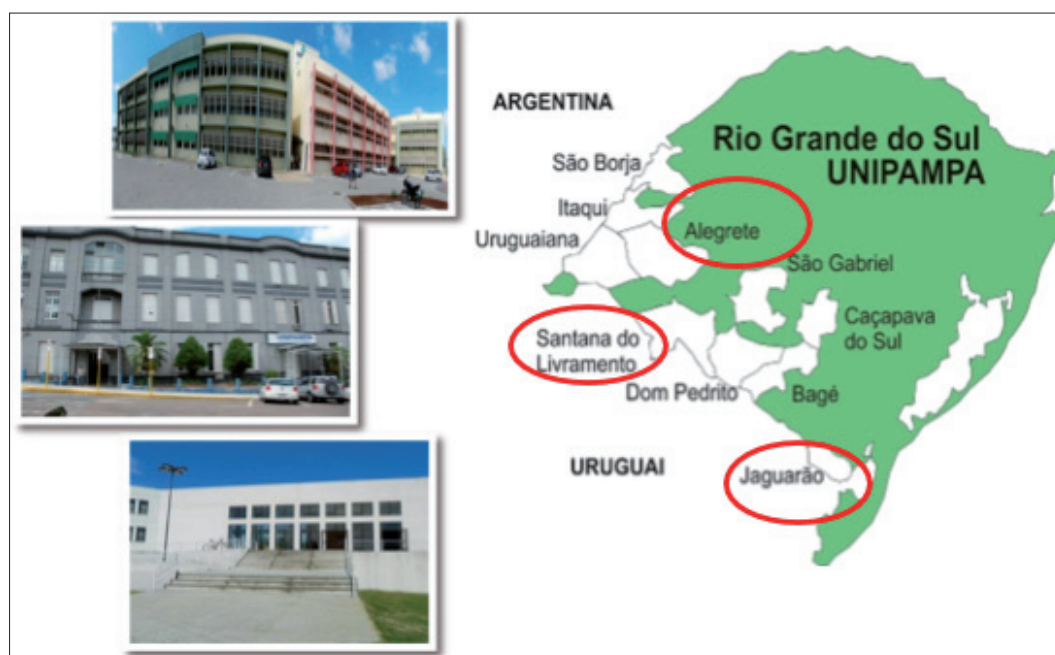 ARGENTINA
Rio Grande do Sul
UNIPAMPA
São Borja
Itaqui
Uruguaiana
Alegrete
São Gabriel
Santana do
Livramento
Caçapava
do Sul
Dom Pedrito
Bagé
URUGUAI
Jaguarão